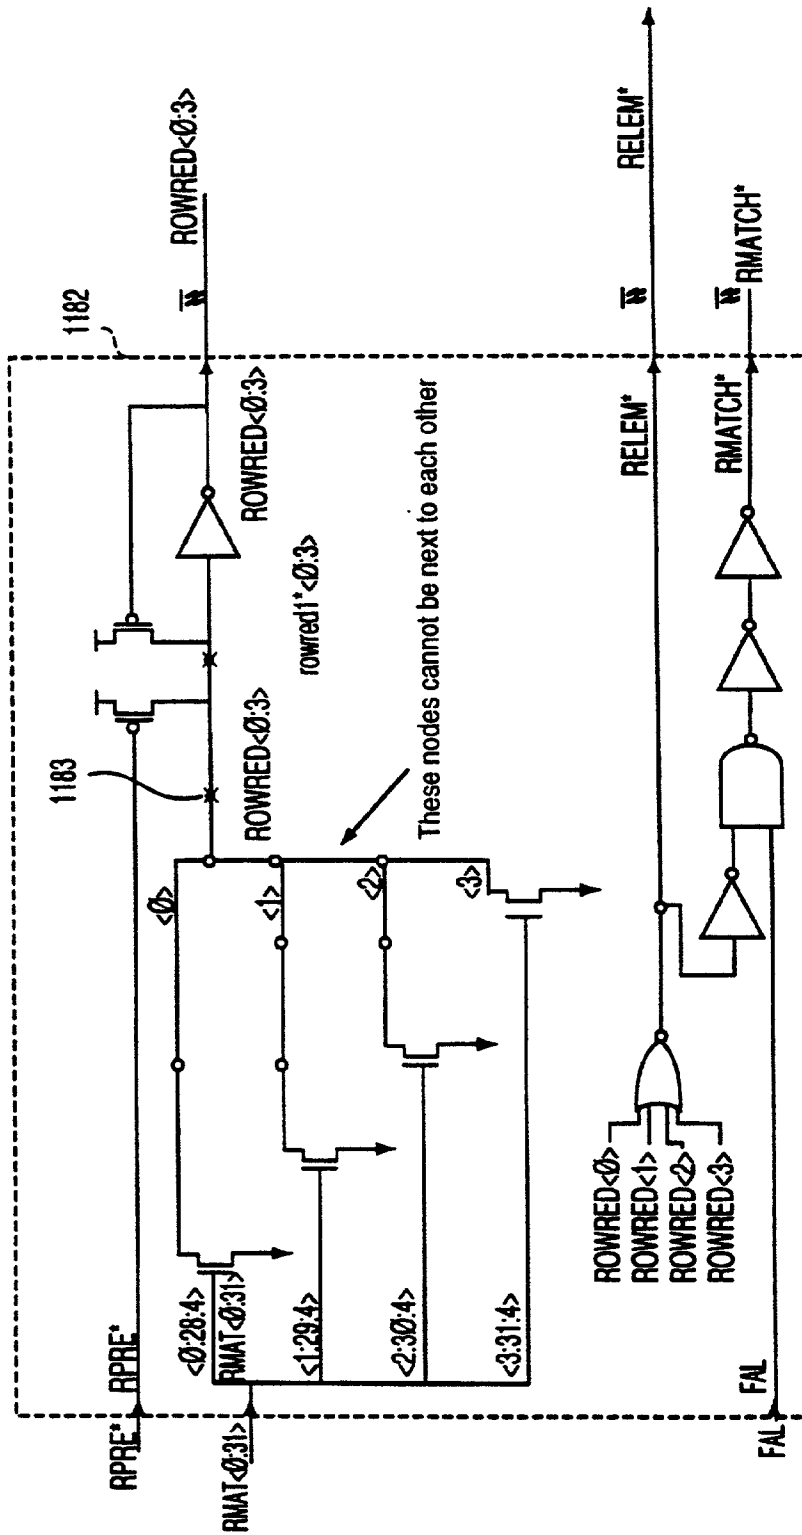 RPRE*
RPRE*
RMAT<Ø:31>
<Ø:28:4>
RMAT<Ø:31>
<1:29:4>
<2:3Ø:4>
<3:31:4>
<Ø>
<1>
<2>
<3>
1183
ROWRED<Ø:3>
rowred1*<Ø:3>
These nodes cannot be next to each other
ROWRED<Ø:3>
1182
ROWRED<Ø:3>
ROWRED<Ø>
ROWRED<1>
ROWRED<2>
ROWRED<3>
RELEM*
RELEM*
FAL
FAL
RMATCH*
RMATCH*